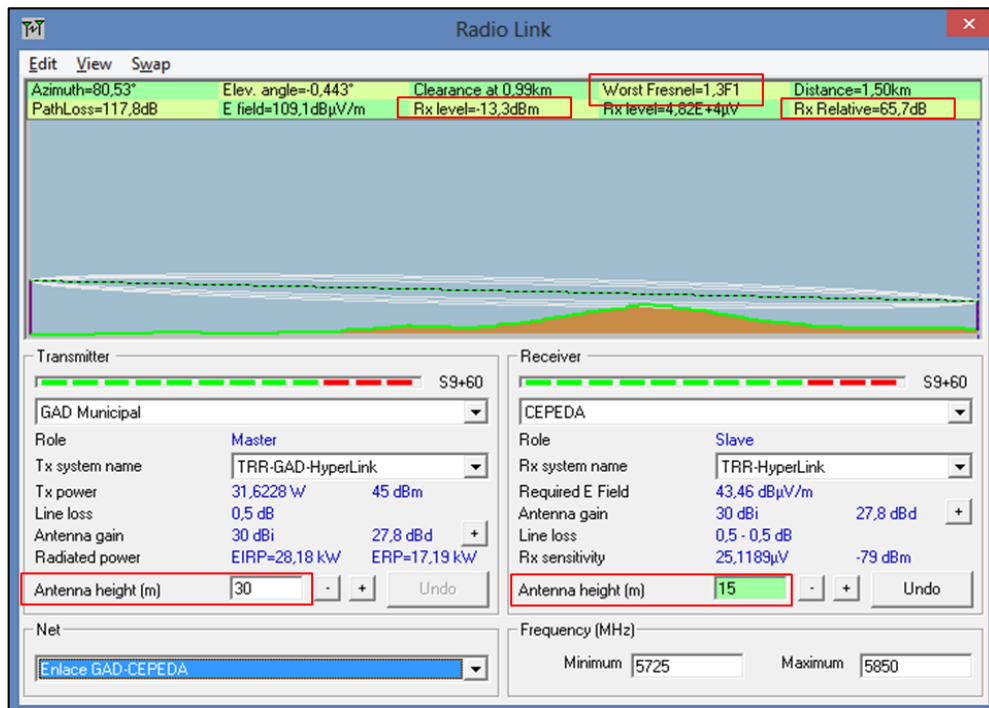 Radio Link
Edit View Swap
Azimuth=80,53° Elev. angle=-0,443° Clearance at 0,99km Worst Fresnel=1,3F1 Distance=1,50km
PathLoss=117,8dB E field=109,1dBµV/m Rx level=-13,3dBm Rx level=4,82E+4µV Rx Relative=65,7dB
Transmitter
S9+60
GAD Municipal
Role Master
Tx system name TRR-GAD-HyperLink
Tx power 31,6228 W 45 dBm
Line loss 0,5 dB
Antenna gain 30 dBi 27,8 dBd +
Radiated power EIRP=28,18 kW ERP=17,19 kW
Antenna height (m) 30 - + Undo
Receiver
S9+60
CEPEDA
Role Slave
Rx system name TRR-HyperLink
Required E Field 43,46 dBµV/m
Antenna gain 30 dBi 27,8 dBd +
Line loss 0,5 - 0,5 dB
Rx sensitivity 25,1189µV -79 dBm
Antenna height (m) 15 - + Undo
Net
Enlace GAD-CEPEDA
Frequency (MHz)
Minimum 5725 Maximum 5850